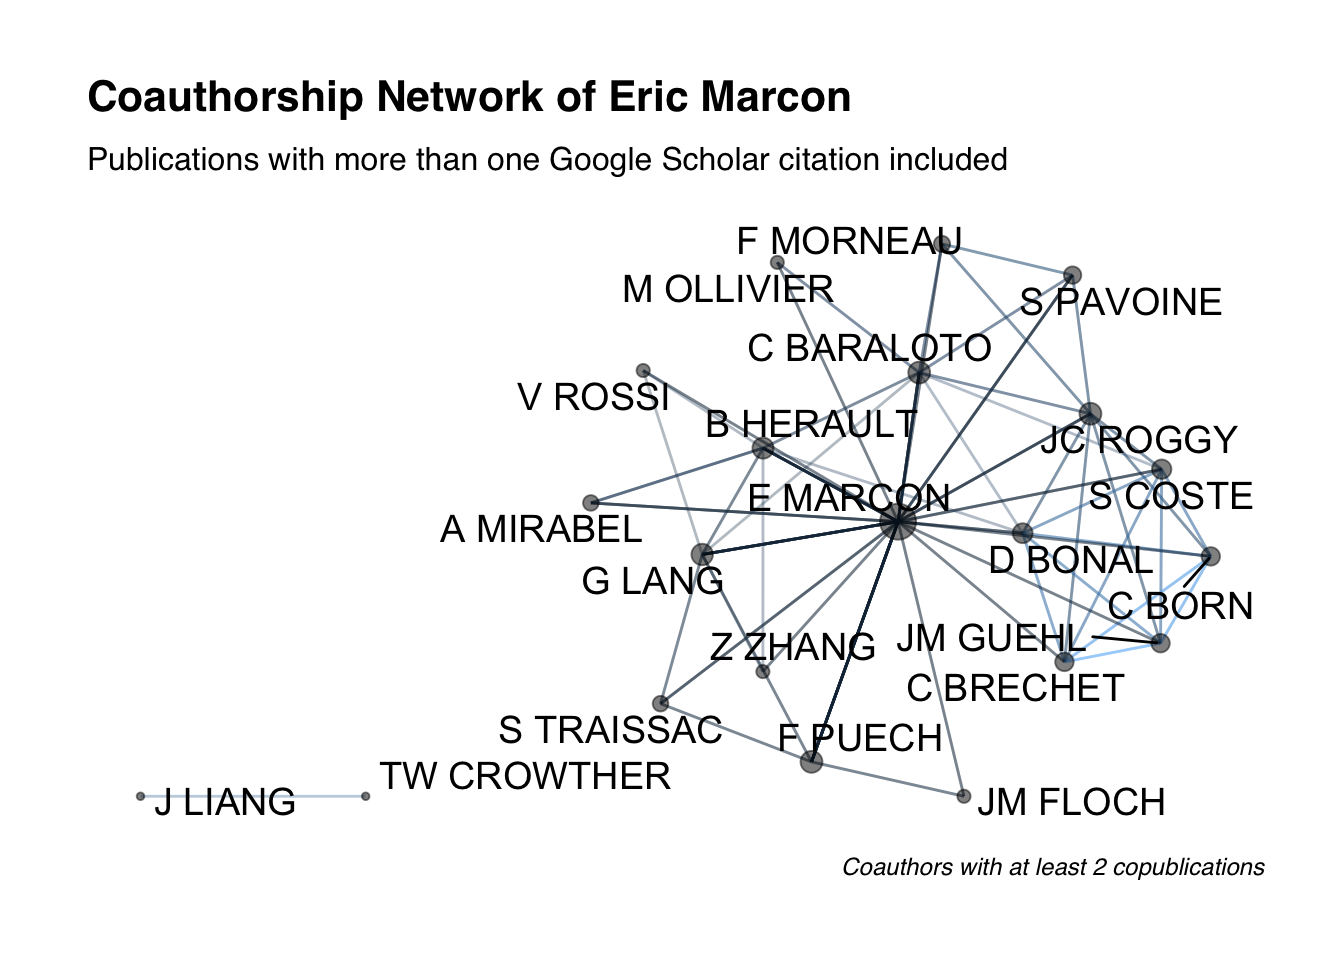 Coauthorship Network of Eric Marcon
Publications with more than one Google Scholar citation included
F MORNEAU
M OLLIVIER
S PAVOINE
C BARALOTO
V ROSSI
B HERAULT
JC ROGGY
E MARCON
S COSTE
A MIRABEL
D BONAL
G LANG
C BORN
Z ZHANG
JM GUEHL
C BRECHET
S TRAISSAC
F PUECH
TW CROWTHER
J LIANG
JM FLOCH
Coauthors with at least 2 copublications